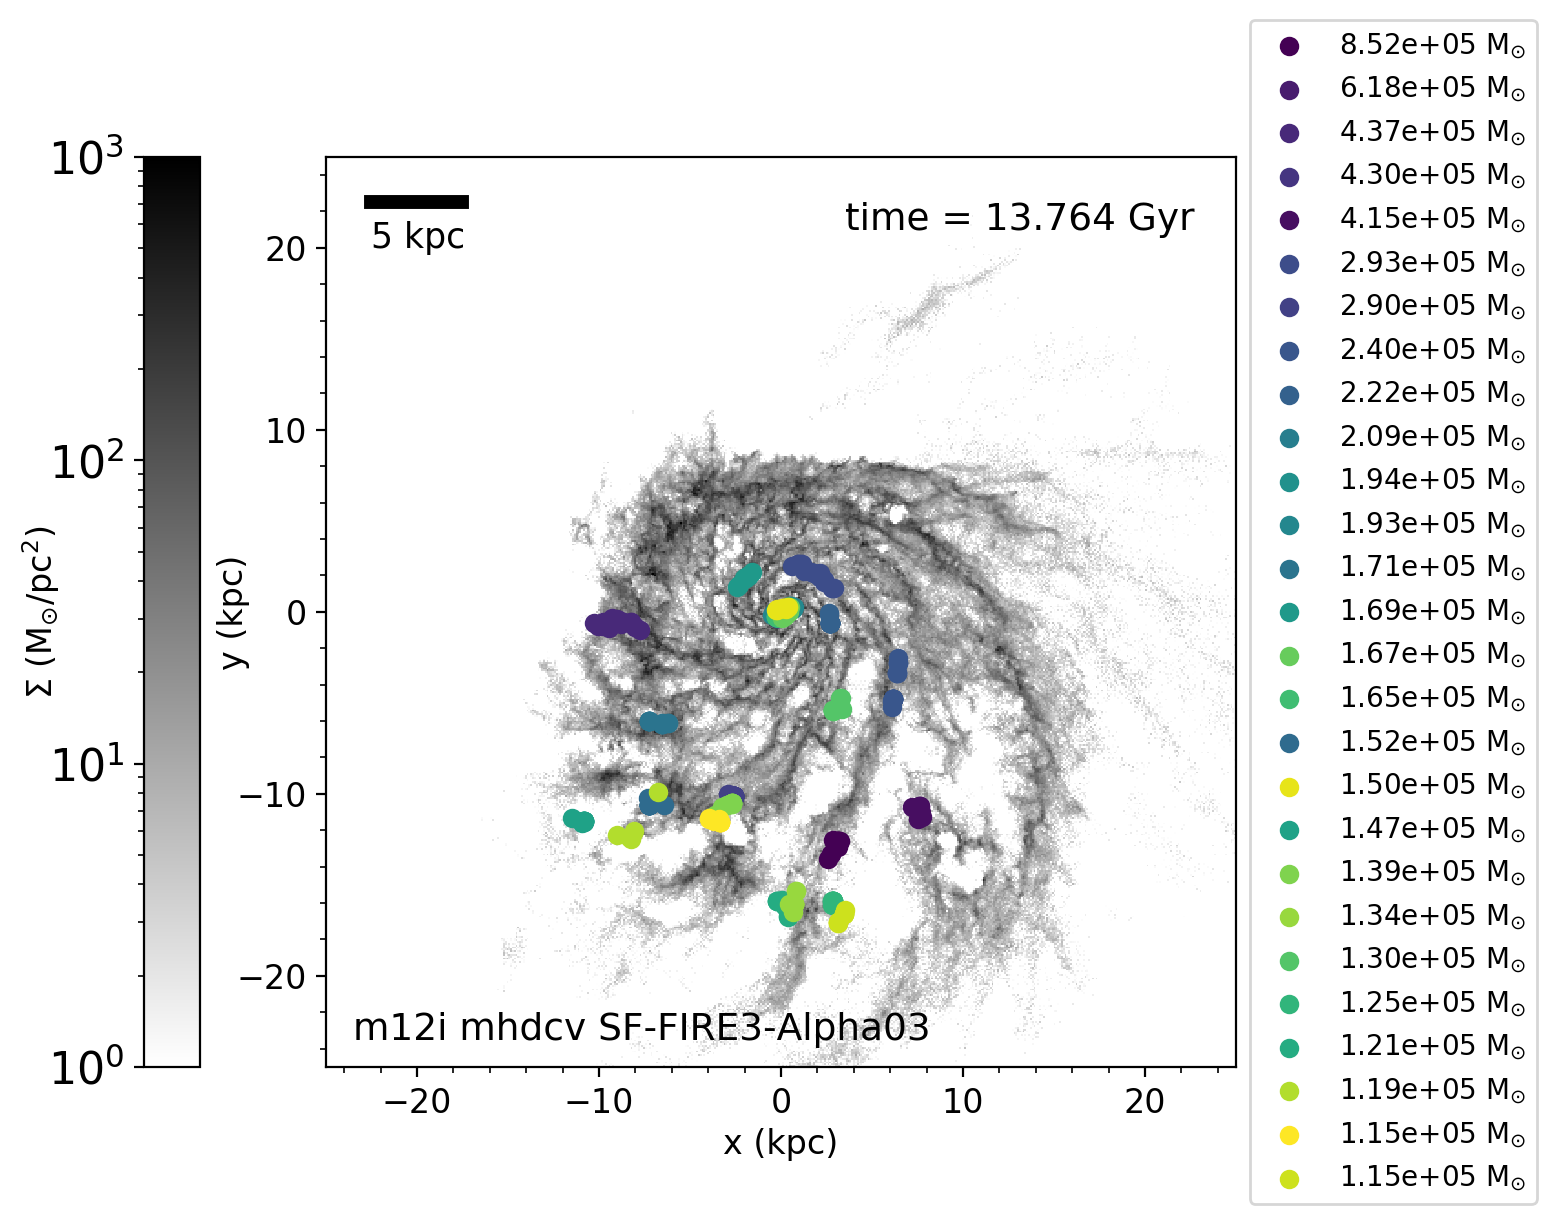 10³
10²
10¹
10⁰
Σ (M⊙/pc²)
y (kpc)
20
10
0
−10
−20
5 kpc
time = 13.764 Gyr
m12i mhdcv SF-FIRE3-Alpha03
−20
−10
0
10
20
x (kpc)
8.52e+05 M⊙
6.18e+05 M⊙
4.37e+05 M⊙
4.30e+05 M⊙
4.15e+05 M⊙
2.93e+05 M⊙
2.90e+05 M⊙
2.40e+05 M⊙
2.22e+05 M⊙
2.09e+05 M⊙
1.94e+05 M⊙
1.93e+05 M⊙
1.71e+05 M⊙
1.69e+05 M⊙
1.67e+05 M⊙
1.65e+05 M⊙
1.52e+05 M⊙
1.50e+05 M⊙
1.47e+05 M⊙
1.39e+05 M⊙
1.34e+05 M⊙
1.30e+05 M⊙
1.25e+05 M⊙
1.21e+05 M⊙
1.19e+05 M⊙
1.15e+05 M⊙
1.15e+05 M⊙